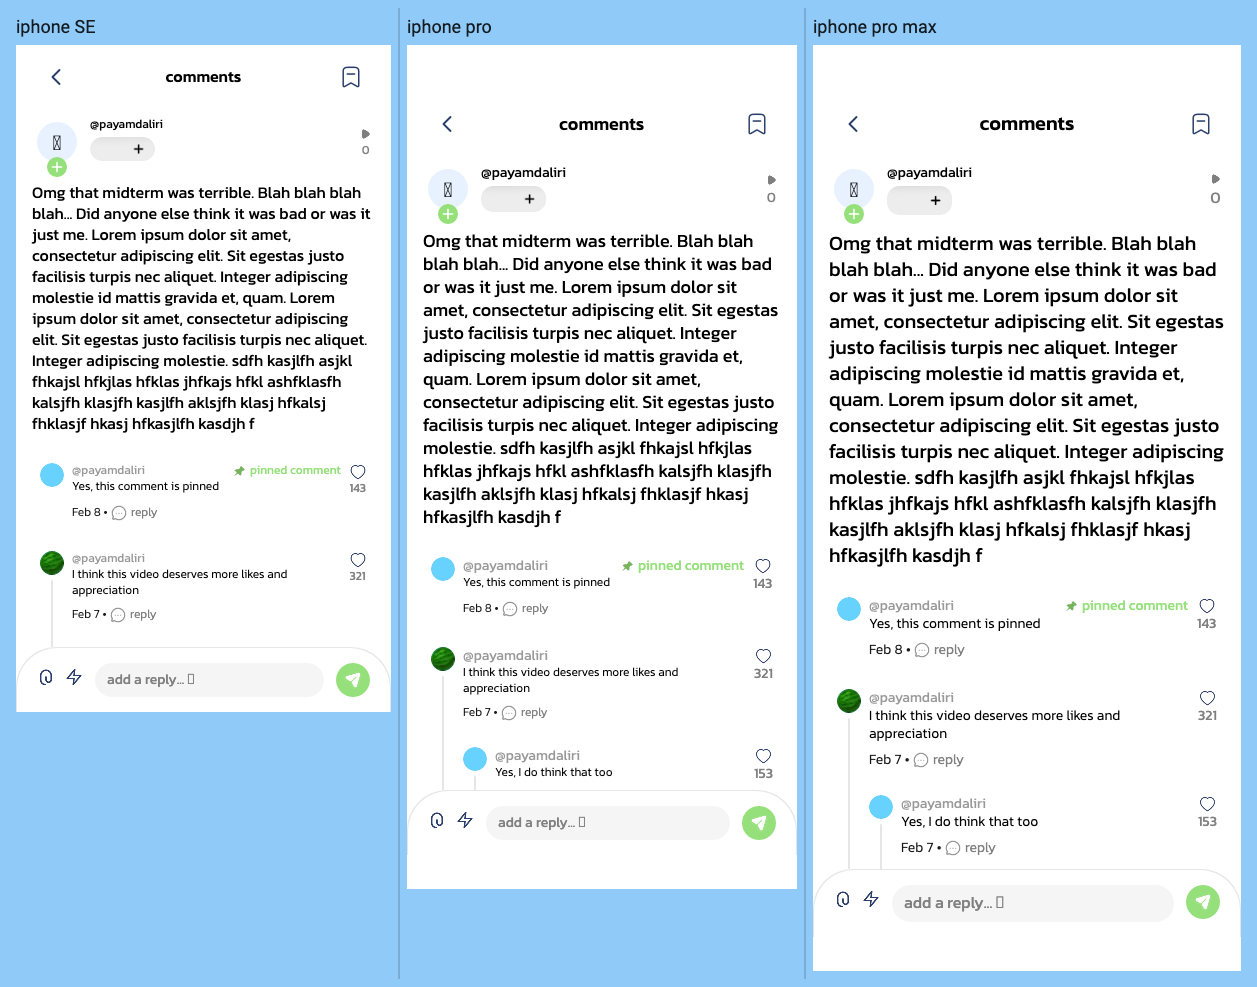 iphone SE
comments
@payamdaliri
+
0
Omg that midterm was terrible. Blah blah blah
blah... Did anyone else think it was bad or was it
just me. Lorem ipsum dolor sit amet,
consectetur adipiscing elit. Sit egestas justo
facilisis turpis nec aliquet. Integer adipiscing
molestie id mattis gravida et, quam. Lorem
ipsum dolor sit amet, consectetur adipiscing
elit. Sit egestas justo facilisis turpis nec aliquet.
Integer adipiscing molestie. sdfh kasjlfh asjkl
fhkajsl hfkjlas hfklas jhfkajs hfkl ashfklasfh
kalsjfh klasjfh kasjlfh aklsjfh klasj hfkalsj
fhklasjf hkasj hfkasjlfh kasdjh f
@payamdaliri
pinned comment
Yes, this comment is pinned
143
Feb 8 • reply
@payamdaliri
I think this video deserves more likes and
appreciation
321
Feb 7 • reply
add a reply...
iphone pro
comments
@payamdaliri
+
0
Omg that midterm was terrible. Blah blah
blah blah... Did anyone else think it was bad
or was it just me. Lorem ipsum dolor sit
amet, consectetur adipiscing elit. Sit egestas
justo facilisis turpis nec aliquet. Integer
adipiscing molestie id mattis gravida et,
quam. Lorem ipsum dolor sit amet,
consectetur adipiscing elit. Sit egestas justo
facilisis turpis nec aliquet. Integer adipiscing
molestie. sdfh kasjlfh asjkl fhkajsl hfkjlas
hfklas jhfkajs hfkl ashfklasfh kalsjfh klasjfh
kasjlfh aklsjfh klasj hfkalsj fhklasjf hkasj
hfkasjlfh kasdjh f
@payamdaliri
pinned comment
Yes, this comment is pinned
143
Feb 8 • reply
@payamdaliri
I think this video deserves more likes and
appreciation
321
Feb 7 • reply
@payamdaliri
Yes, I do think that too
153
add a reply...
iphone pro max
comments
@payamdaliri
+
0
Omg that midterm was terrible. Blah blah
blah blah... Did anyone else think it was bad
or was it just me. Lorem ipsum dolor sit
amet, consectetur adipiscing elit. Sit egestas
justo facilisis turpis nec aliquet. Integer
adipiscing molestie id mattis gravida et,
quam. Lorem ipsum dolor sit amet,
consectetur adipiscing elit. Sit egestas justo
facilisis turpis nec aliquet. Integer adipiscing
molestie. sdfh kasjlfh asjkl fhkajsl hfkjlas
hfklas jhfkajs hfkl ashfklasfh kalsjfh klasjfh
kasjlfh aklsjfh klasj hfkalsj fhklasjf hkasj
hfkasjlfh kasdjh f
@payamdaliri
pinned comment
Yes, this comment is pinned
143
Feb 8 • reply
@payamdaliri
I think this video deserves more likes and
appreciation
321
Feb 7 • reply
@payamdaliri
Yes, I do think that too
153
Feb 7 • reply
add a reply...